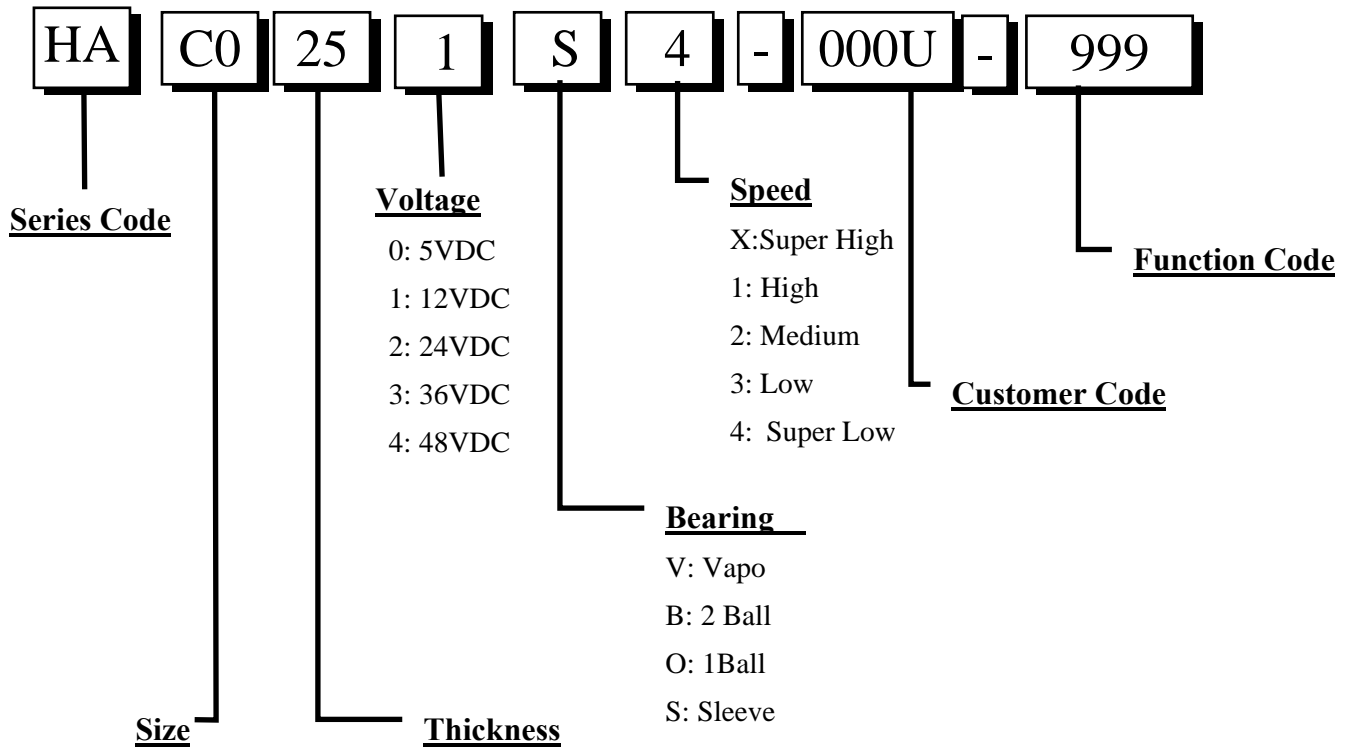 HA C0 25 1 S 4 - 000U - 999
Series Code
Voltage
0: 5VDC
1: 12VDC
2: 24VDC
3: 36VDC
4: 48VDC
Speed
X:Super High
1: High
2: Medium
3: Low
4: Super Low
Function Code
Customer Code
Bearing
V: Vapo
B: 2 Ball
O: 1Ball
S: Sleeve
Size
Thickness